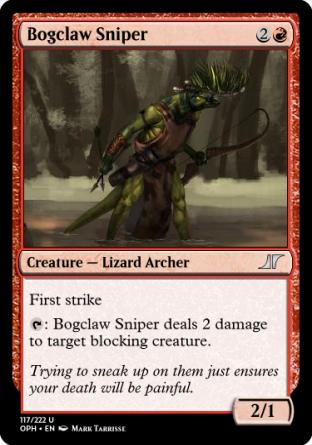 Bogclaw Sniper 2
Creature — Lizard Archer
First strike
: Bogclaw Sniper deals 2 damage
to target blocking creature.
Trying to sneak up on them just ensures
your death will be painful.
2/1
117/222 U
OPH • EN Mark Tarrisse